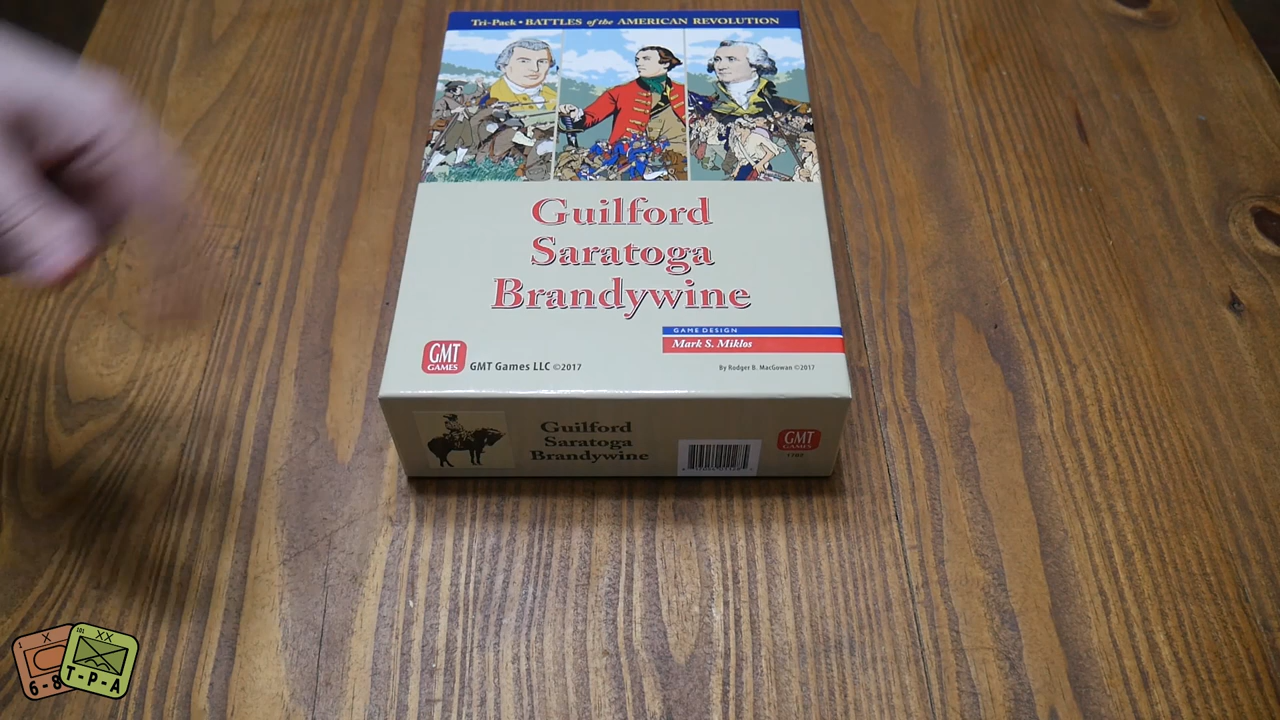 Tri-Pack • BATTLES of the AMERICAN REVOLUTION
Guilford
Saratoga
Brandywine
GAME DESIGN
Mark S. Miklos
GMT
GAMES
GMT Games LLC ©2017
By Rodger B. MacGowan ©2017
Guilford
Saratoga
Brandywine
GMT
GAMES
X
XX
T-P-A